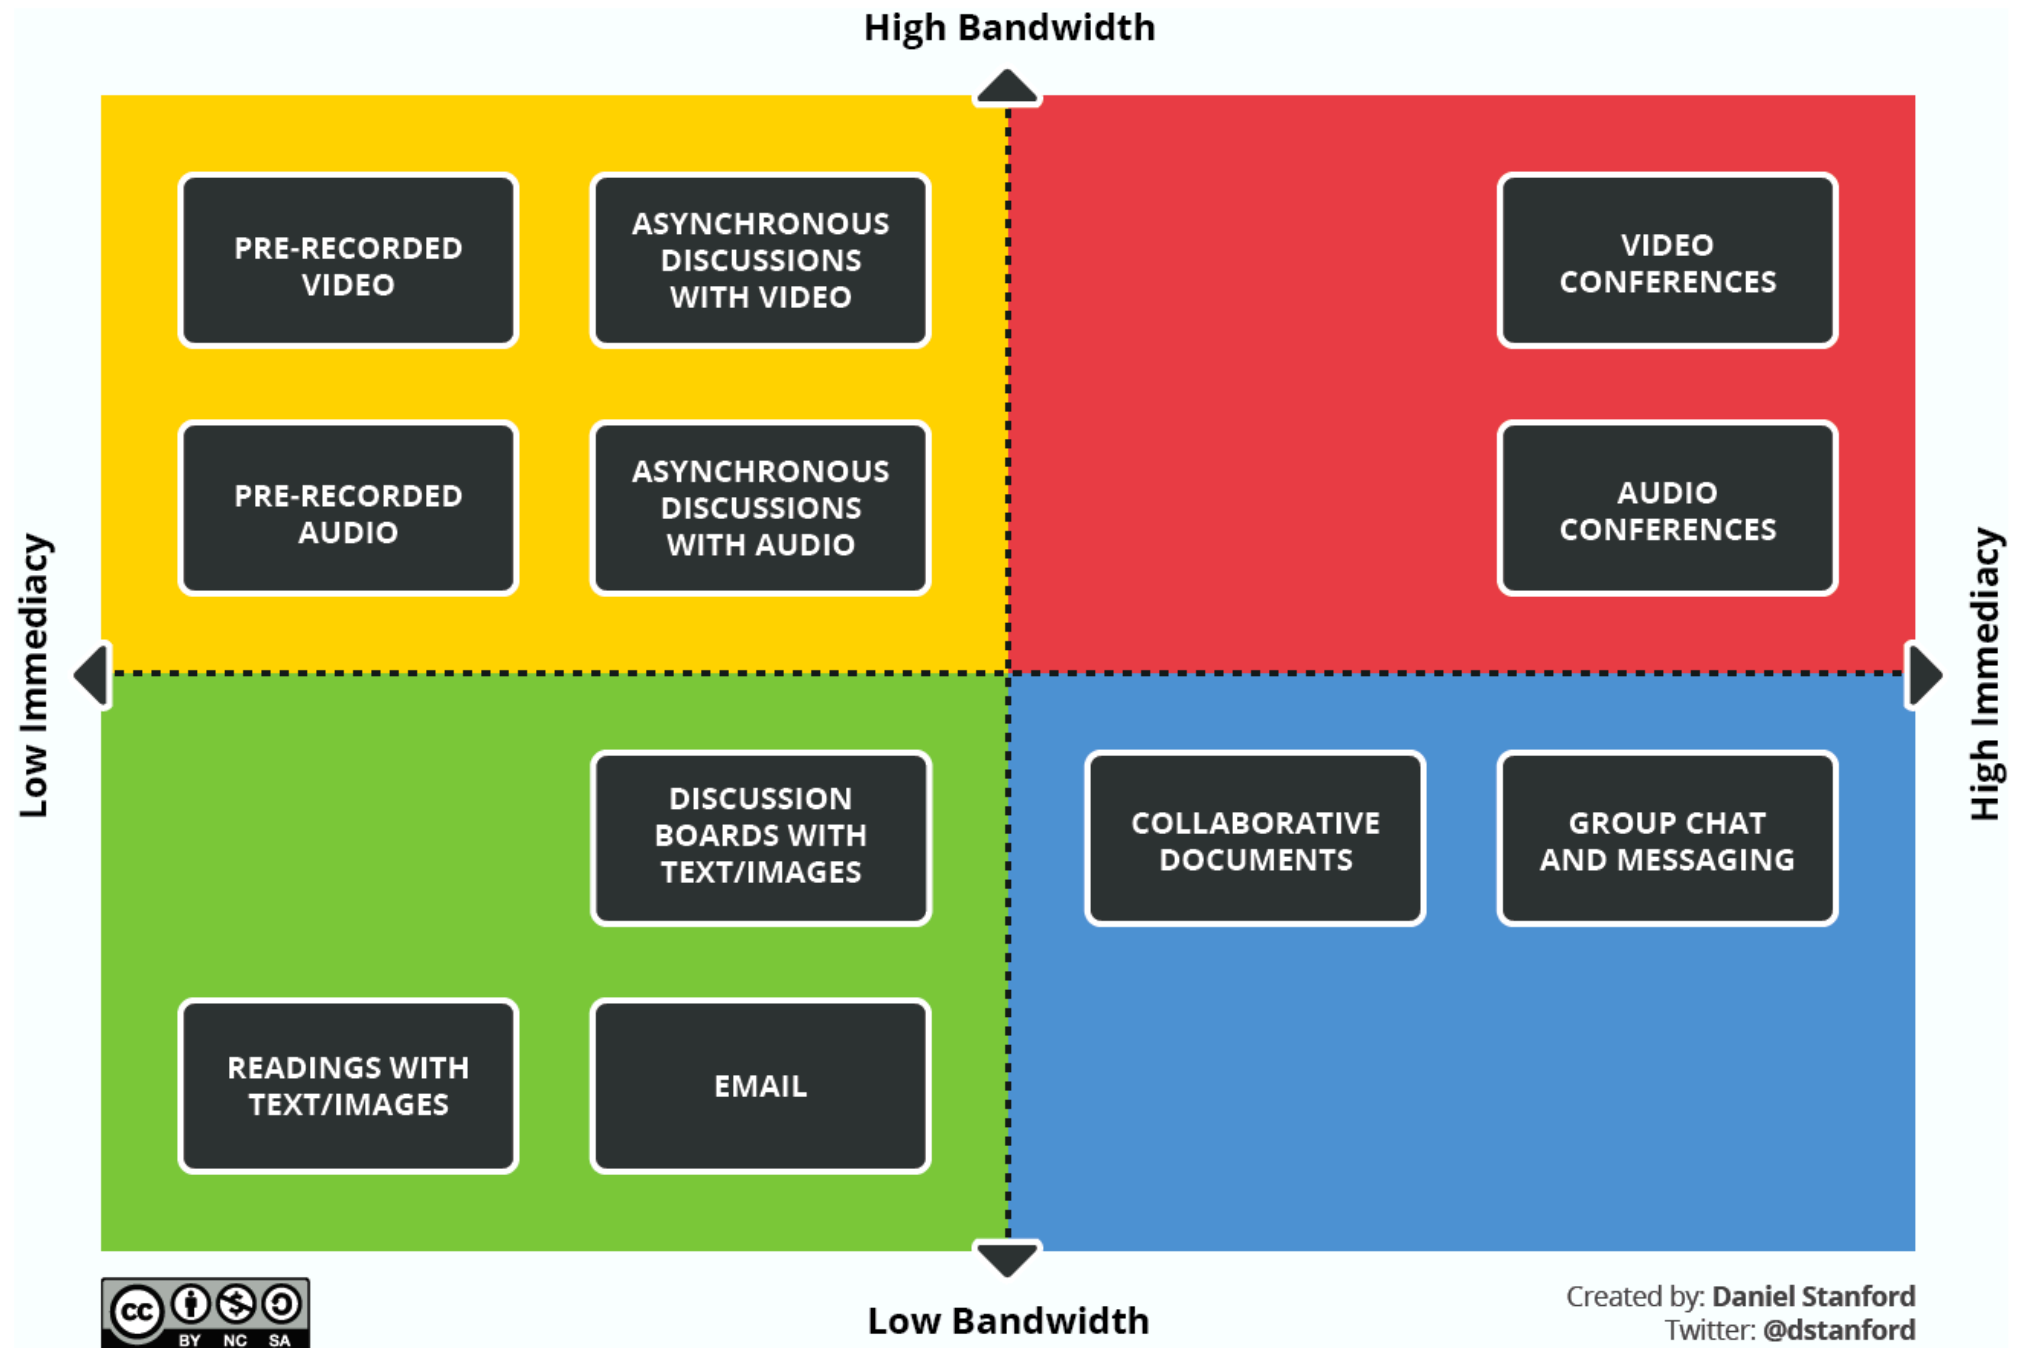 High Bandwidth
PRE-RECORDED
VIDEO
ASYNCHRONOUS
DISCUSSIONS
WITH VIDEO
VIDEO
CONFERENCES
PRE-RECORDED
AUDIO
ASYNCHRONOUS
DISCUSSIONS
WITH AUDIO
AUDIO
CONFERENCES
Low Immediacy
High Immediacy
DISCUSSION
BOARDS WITH
TEXT/IMAGES
COLLABORATIVE
DOCUMENTS
GROUP CHAT
AND MESSAGING
READINGS WITH
TEXT/IMAGES
EMAIL
Low Bandwidth
cc
BY NC SA
Created by: Daniel Stanford
Twitter: @dstanford